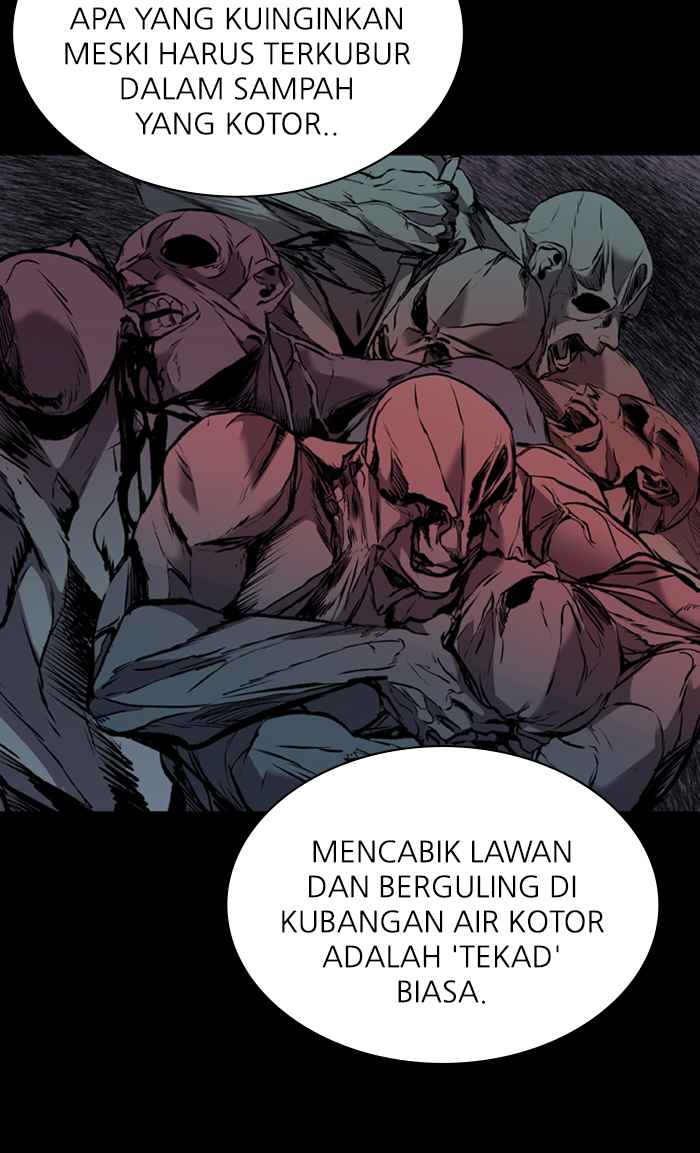 APA YANG KUINGINKAN
MESKI HARUS TERKUBUR
DALAM SAMPAH
YANG KOTOR..
MENCABIK LAWAN
DAN BERGULING DI
KUBANGAN AIR KOTOR
ADALAH 'TEKAD'
BIASA.